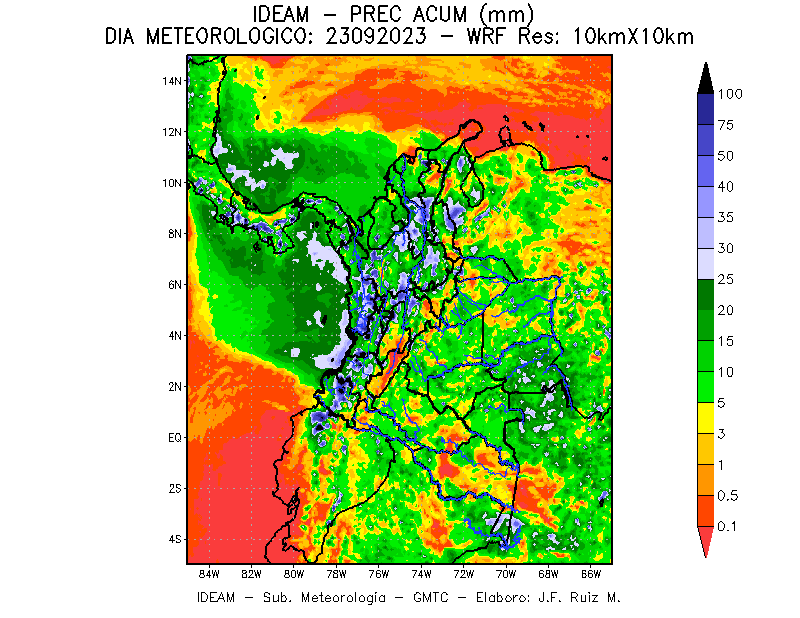 IDEAM – PREC ACUM (mm)
DIA METEOROLOGICO: 23092023 – WRF Res: 10kmX10km
14N
12N
10N
8N
6N
4N
2N
EQ
2S
4S
84W 82W 80W 78W 76W 74W 72W 70W 68W 66W
100
75
50
40
35
30
25
20
15
10
5
3
1
0.5
0.1
IDEAM – Sub. Meteorología – GMTC – Elaboro: J.F. Ruiz M.